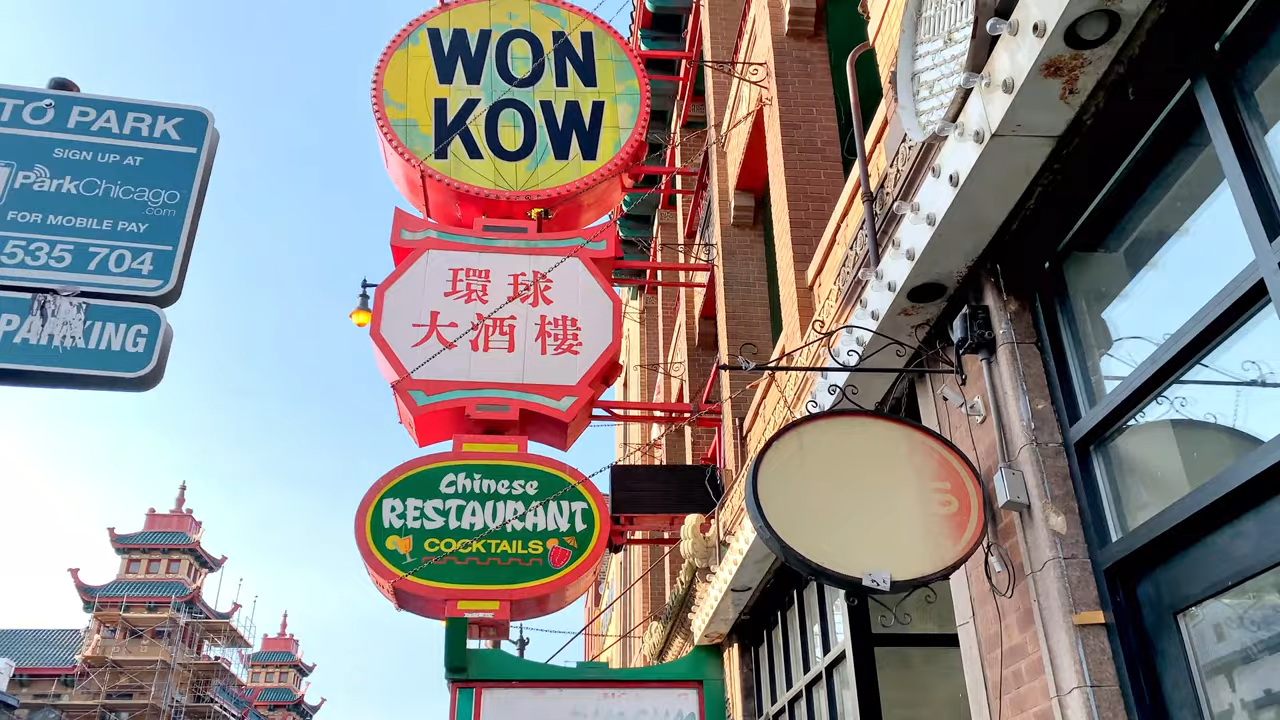 TO PARK
SIGN UP AT
ParkChicago
.com
FOR MOBILE PAY
535 704
PARKING
WON
KOW
環球
大酒樓
Chinese
RESTAURANT
COCKTAILS